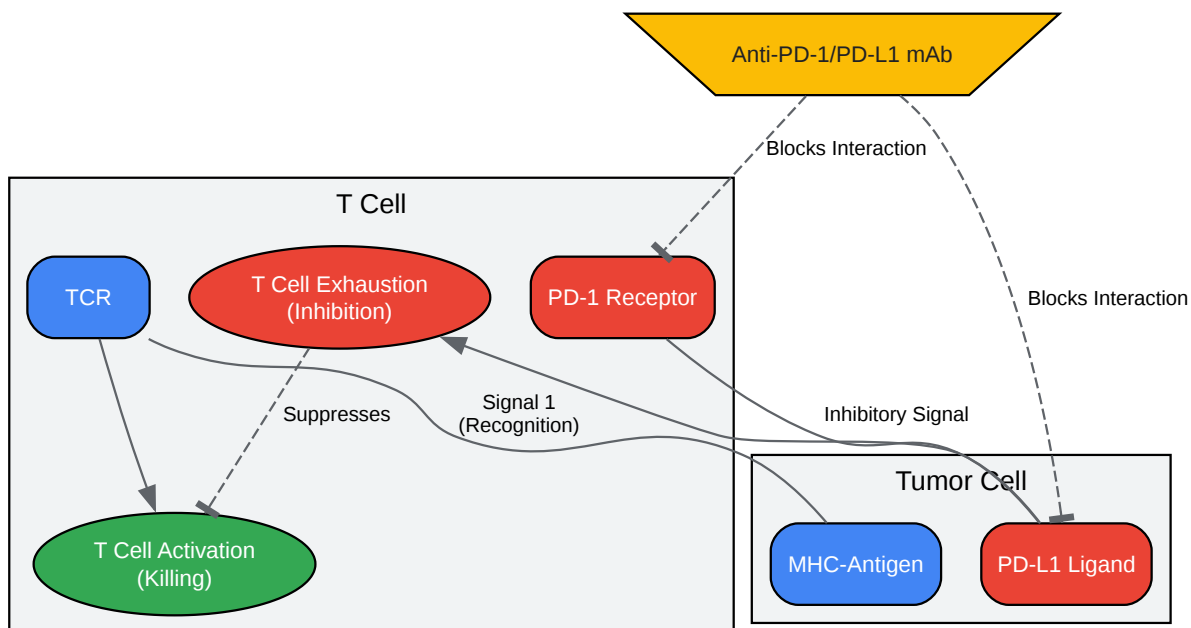 Anti-PD-1/PD-L1 mAb
Blocks Interaction
T Cell
TCR
T Cell Exhaustion
(Inhibition)
PD-1 Receptor
Blocks Interaction
Suppresses
Signal 1
(Recognition)
Inhibitory Signal
Tumor Cell
T Cell Activation
(Killing)
MHC-Antigen
PD-L1 Ligand